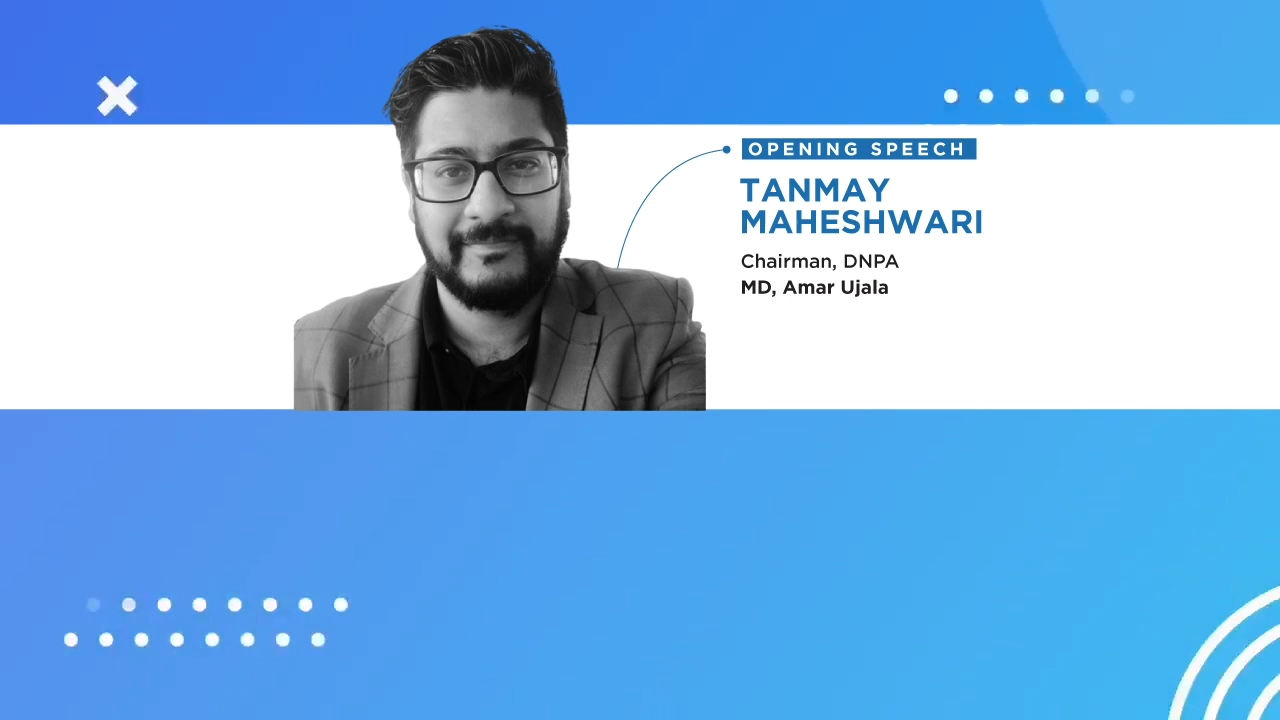 OPENING SPEECH
TANMAY
MAHESHWARI
Chairman, DNPA
MD, Amar Ujala